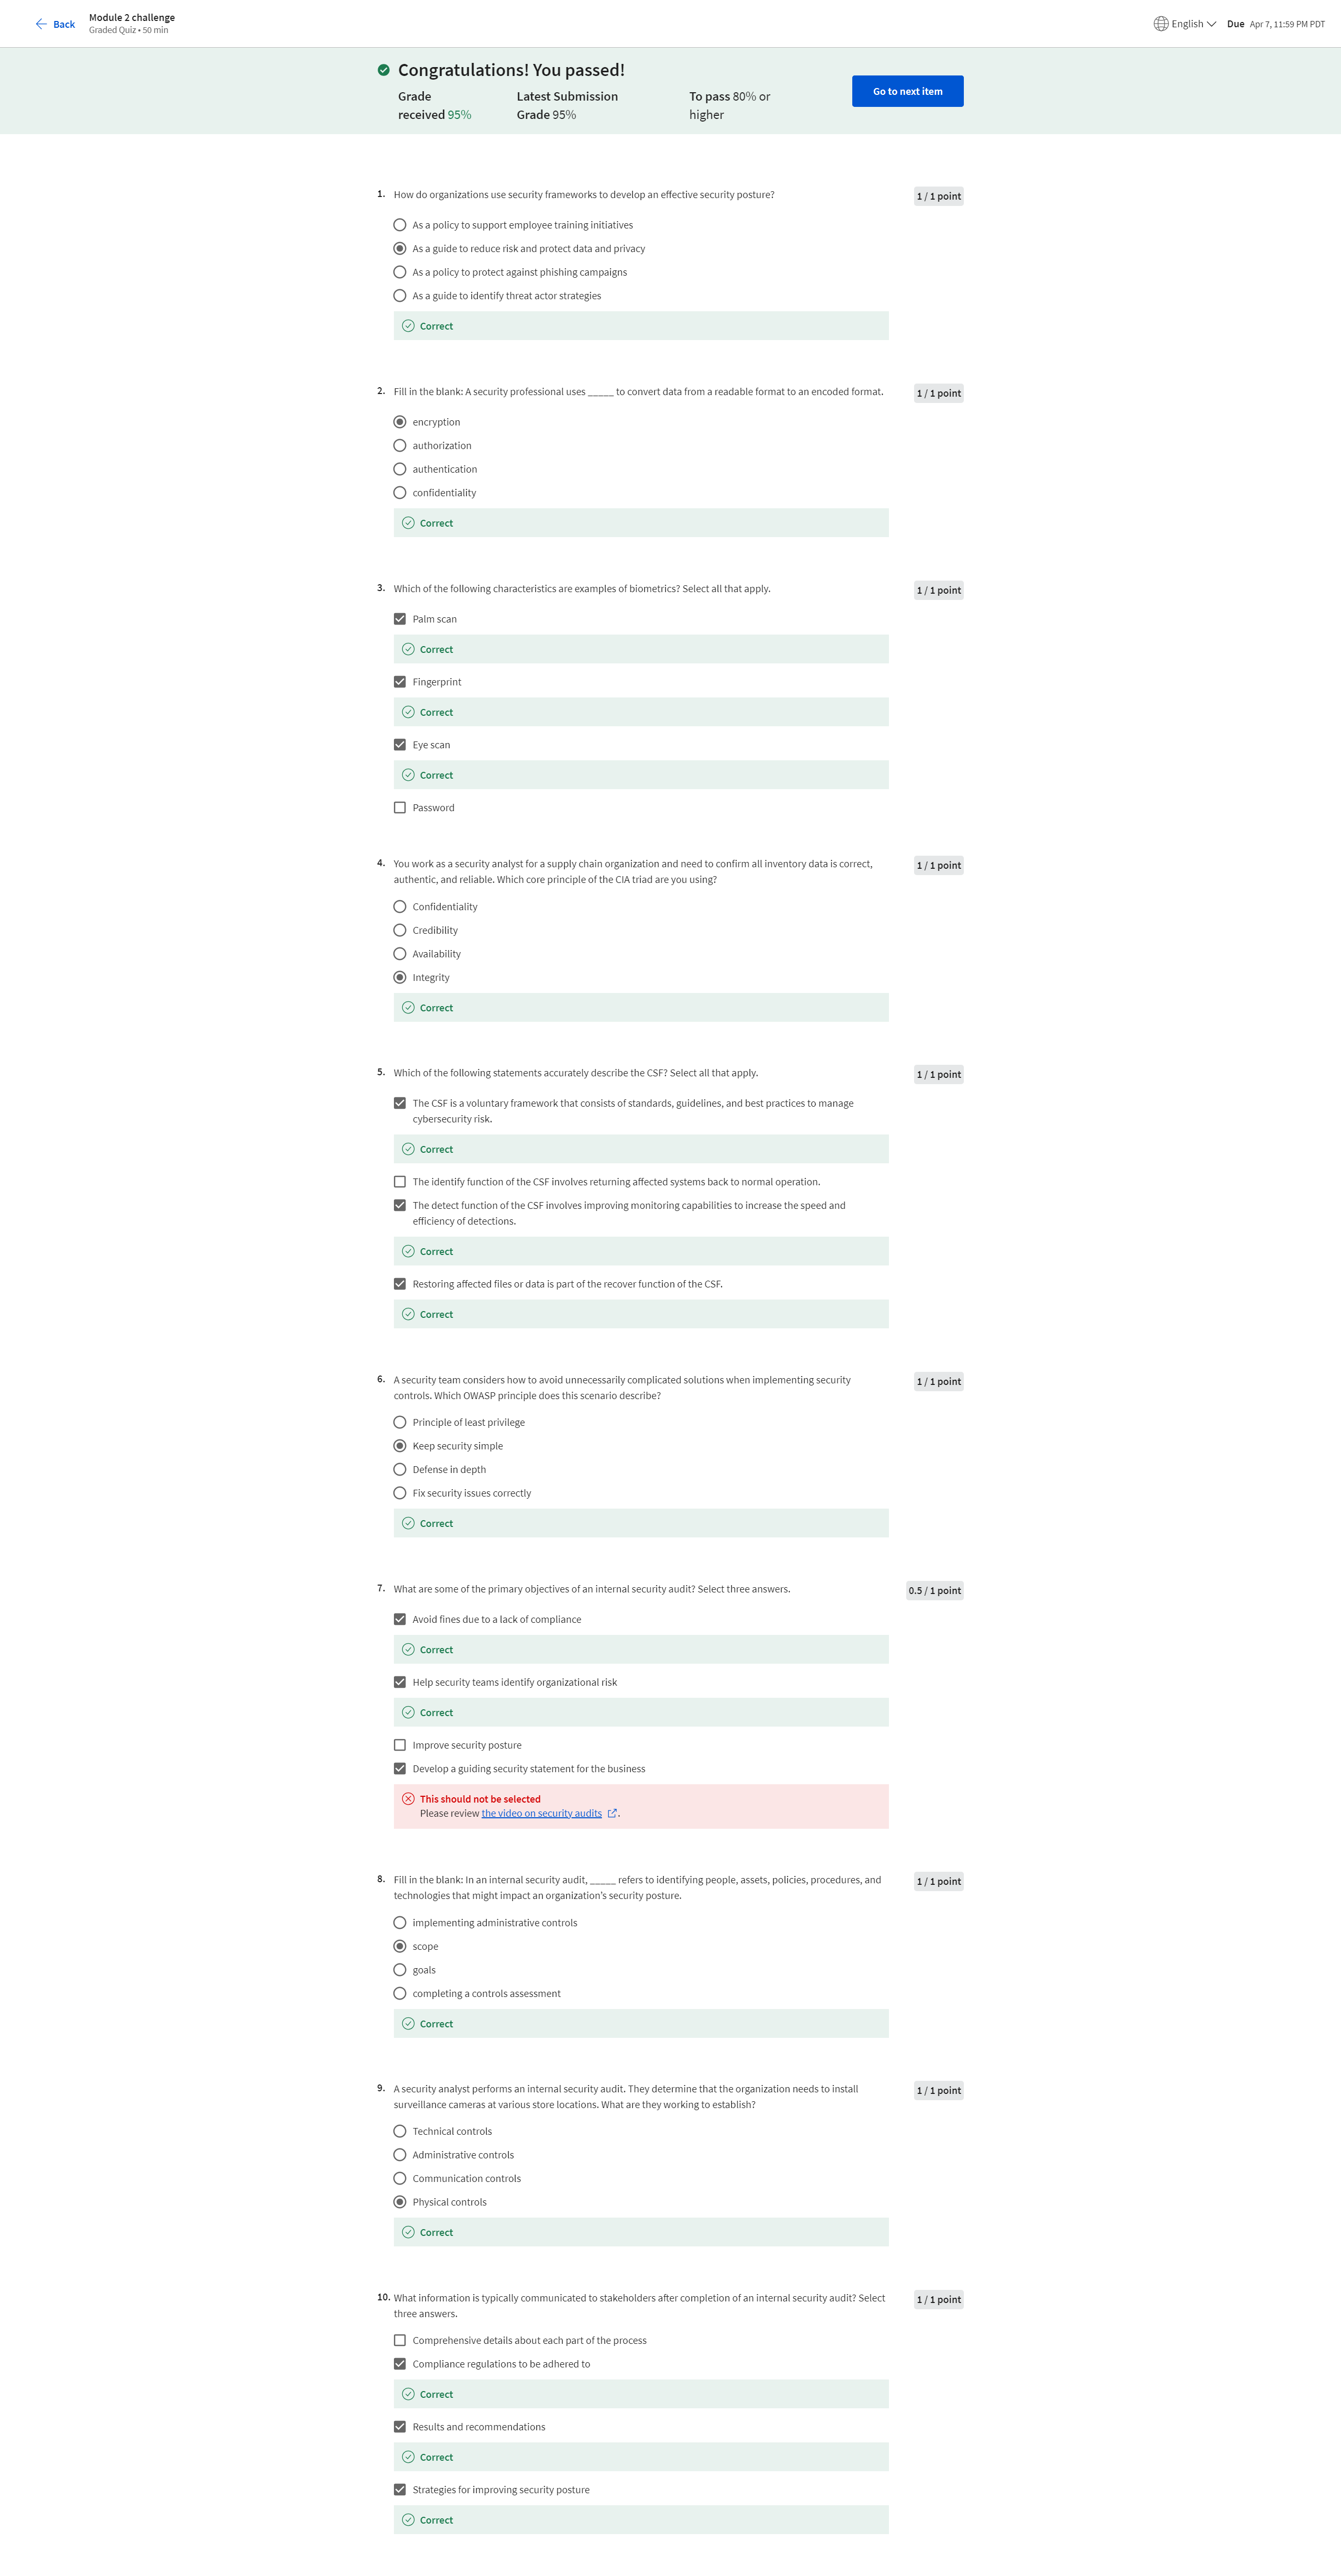 Back
Module 2 challenge
Graded Quiz • 50 min
English
Due Apr 7, 11:59 PM PDT
Congratulations! You passed!
Grade
received 95%
Latest Submission
Grade 95%
To pass 80% or
higher
Go to next item
1. How do organizations use security frameworks to develop an effective security posture?
1 / 1 point
As a policy to support employee training initiatives
As a guide to reduce risk and protect data and privacy
As a policy to protect against phishing campaigns
As a guide to identify threat actor strategies
Correct
2. Fill in the blank: A security professional uses _____ to convert data from a readable format to an encoded format.
1 / 1 point
encryption
authorization
authentication
confidentiality
Correct
3. Which of the following characteristics are examples of biometrics? Select all that apply.
1 / 1 point
Palm scan
Correct
Fingerprint
Correct
Eye scan
Correct
Password
4. You work as a security analyst for a supply chain organization and need to confirm all inventory data is correct,
authentic, and reliable. Which core principle of the CIA triad are you using?
1 / 1 point
Confidentiality
Credibility
Availability
Integrity
Correct
5. Which of the following statements accurately describe the CSF? Select all that apply.
1 / 1 point
The CSF is a voluntary framework that consists of standards, guidelines, and best practices to manage
cybersecurity risk.
Correct
The identify function of the CSF involves returning affected systems back to normal operation.
The detect function of the CSF involves improving monitoring capabilities to increase the speed and
efficiency of detections.
Correct
Restoring affected files or data is part of the recover function of the CSF.
Correct
6. A security team considers how to avoid unnecessarily complicated solutions when implementing security
controls. Which OWASP principle does this scenario describe?
1 / 1 point
Principle of least privilege
Keep security simple
Defense in depth
Fix security issues correctly
Correct
7. What are some of the primary objectives of an internal security audit? Select three answers.
0.5 / 1 point
Avoid fines due to a lack of compliance
Correct
Help security teams identify organizational risk
Correct
Improve security posture
Develop a guiding security statement for the business
This should not be selected
Please review the video on security audits .
8. Fill in the blank: In an internal security audit, _____ refers to identifying people, assets, policies, procedures, and
technologies that might impact an organization's security posture.
1 / 1 point
implementing administrative controls
scope
goals
completing a controls assessment
Correct
9. A security analyst performs an internal security audit. They determine that the organization needs to install
surveillance cameras at various store locations. What are they working to establish?
1 / 1 point
Technical controls
Administrative controls
Communication controls
Physical controls
Correct
10. What information is typically communicated to stakeholders after completion of an internal security audit? Select
three answers.
1 / 1 point
Comprehensive details about each part of the process
Compliance regulations to be adhered to
Correct
Results and recommendations
Correct
Strategies for improving security posture
Correct